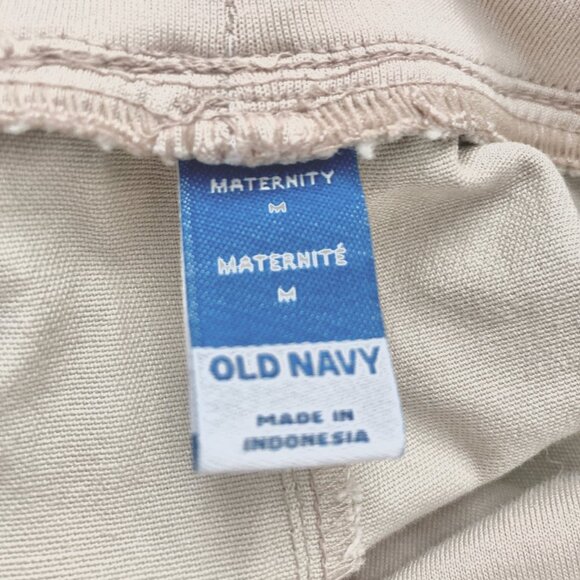 MATERNITY
M
MATERNITÉ
M
OLD NAVY
MADE IN
INDONESIA